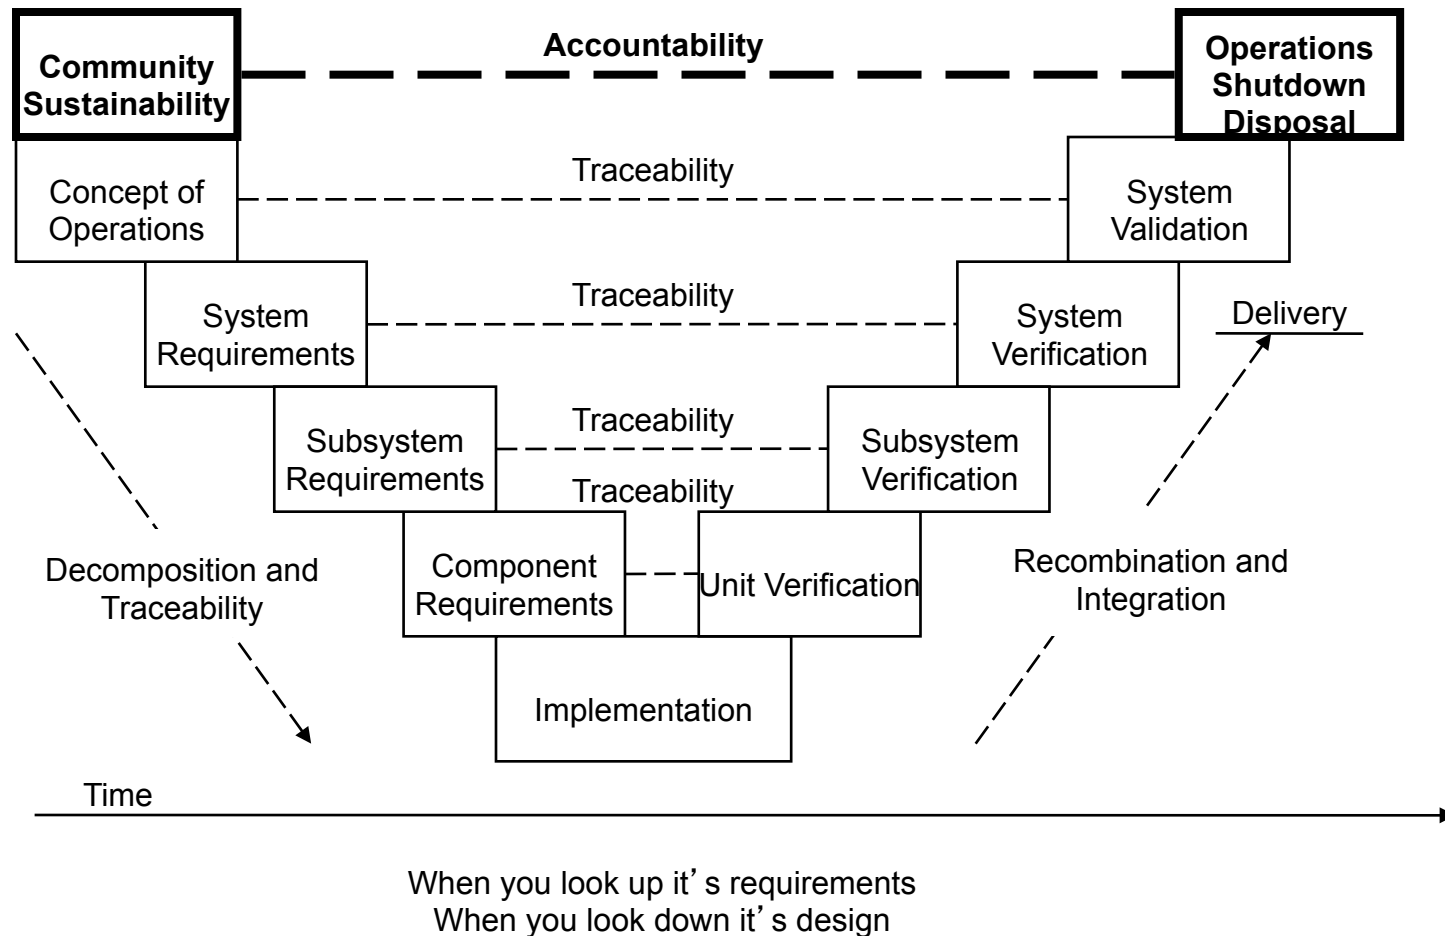 Community
Sustainability
Accountability
Operations
Shutdown
Disposal
Concept of
Operations
Traceability
System
Validation
System
Requirements
Traceability
System
Verification
Delivery
Subsystem
Requirements
Traceability
Subsystem
Verification
Traceability
Component
Requirements
Unit Verification
Decomposition and
Traceability
Recombination and
Integration
Implementation
Time
When you look up it’s requirements
When you look down it’s design